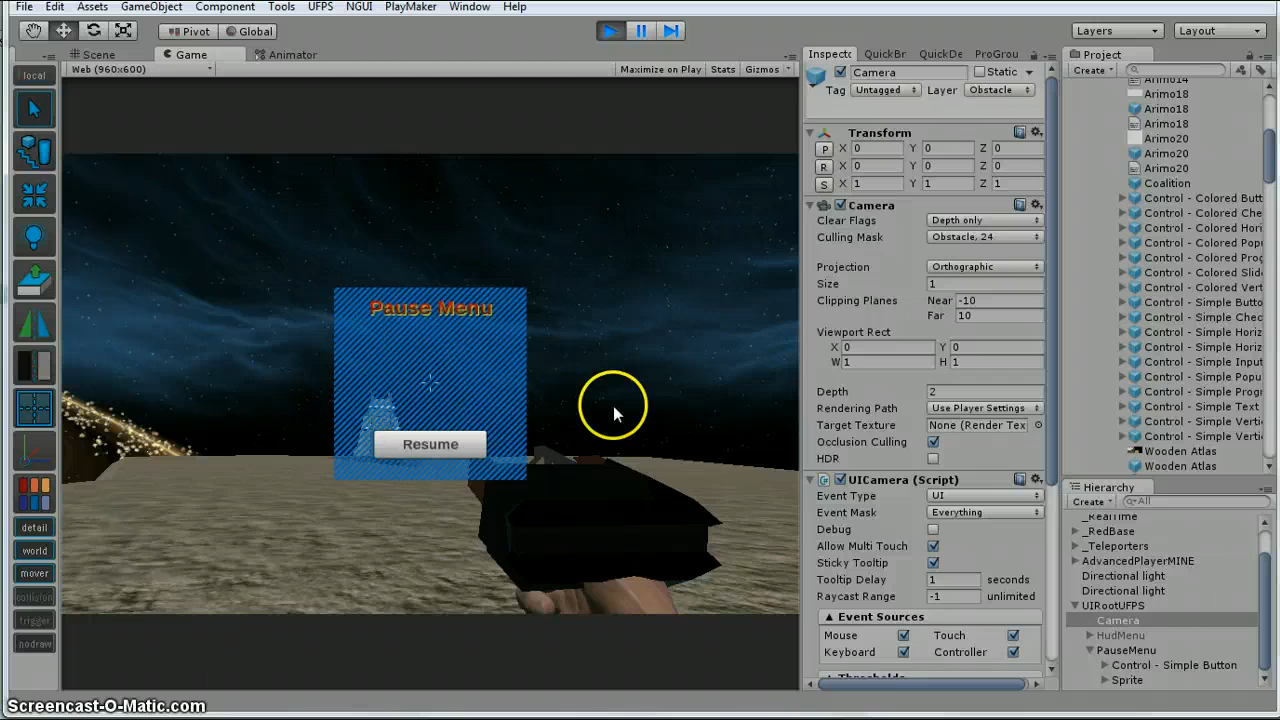 File Edit Assets GameObject Component Tools UFPS NGUI PlayMaker Window Help
Pivot Global Layers Layout
Scene Game Animator
Web (960x600) Maximize on Play Stats Gizmos
local
detail
world
mover
collision
trigger
nodraw
Pause Menu
Resume
Inspecto QuickBr QuickDe ProGrou
Camera Static
Tag Untagged Layer Obstacle
Transform
P X 0 Y 0 Z 0
R X 0 Y 0 Z 0
S X 1 Y 1 Z 1
Camera
Clear Flags Depth only
Culling Mask Obstacle, 24
Projection Orthographic
Size 1
Clipping Planes Near -10
Far 10
Viewport Rect
X 0 Y 0
W 1 H 1
Depth 2
Rendering Path Use Player Settings
Target Texture None (Render Tex
Occlusion Culling
HDR
UICamera (Script)
Event Type UI
Event Mask Everything
Debug
Allow Multi Touch
Sticky Tooltip
Tooltip Delay 1 seconds
Raycast Range -1 unlimited
▲ Event Sources
Mouse Touch
Keyboard Controller
Project
Create
Arimo14
Arimo18
Arimo18
Arimo18
Arimo20
Arimo20
Arimo20
Coalition
Control - Colored Butt
Control - Colored Che
Control - Colored Hori
Control - Colored Pop
Control - Colored Pro
Control - Colored Slid
Control - Colored Vert
Control - Simple Butto
Control - Simple Chec
Control - Simple Horiz
Control - Simple Horiz
Control - Simple Input
Control - Simple Popu
Control - Simple Prog
Control - Simple Text
Control - Simple Vertic
Control - Simple Vertic
Wooden Atlas
Wooden Atlas
Hierarchy
Create All
_RealTime
_RedBase
_Teleporters
AdvancedPlayerMINE
Directional light
Directional light
UIRootUFPS
Camera
HudMenu
PauseMenu
Control - Simple Button
Sprite
Screencast-O-Matic.com